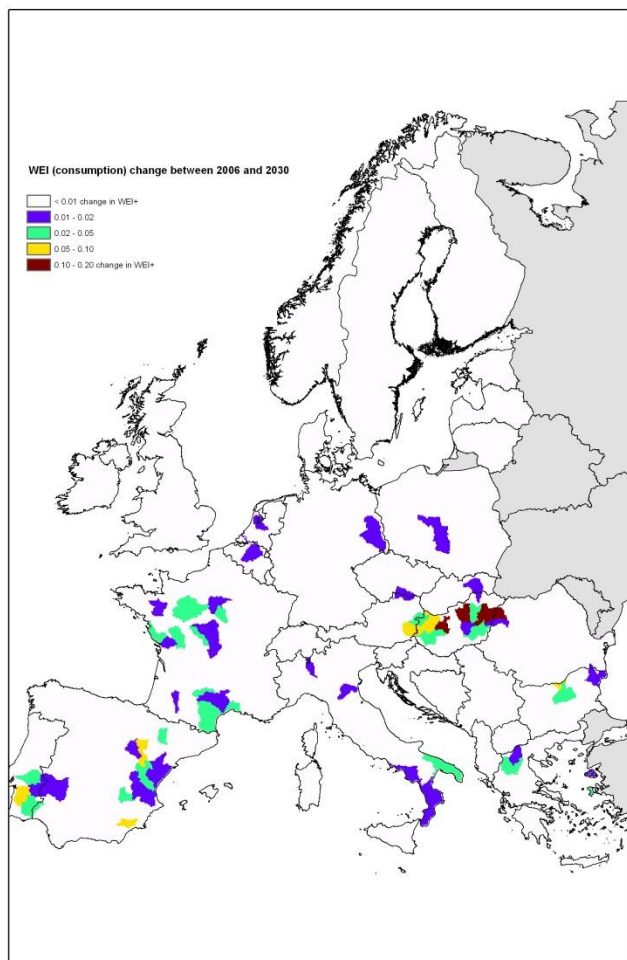 WEI (consumption) change between 2006 and 2030
< 0.01 change in WEI+
0.01 - 0.02
0.02 - 0.05
0.05 - 0.10
0.10 - 0.20 change in WEI+